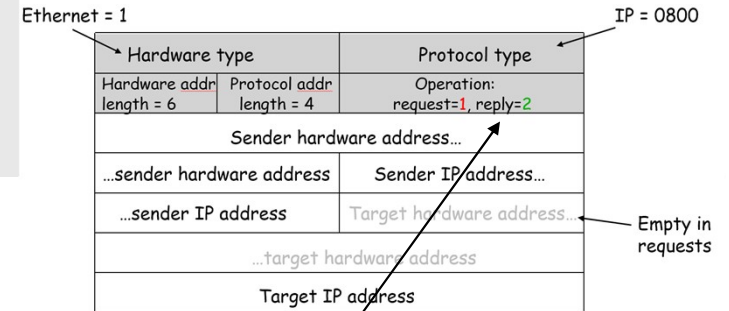 Ethernet = 1
IP = 0800
Hardware type
Protocol type
Hardware addr
length = 6
Protocol addr
length = 4
Operation:
request=1, reply=2
Sender hardware address...
...sender hardware address
Sender IP address...
...sender IP address
Target hardware address...
Empty in
requests
...target hardware address
Target IP address